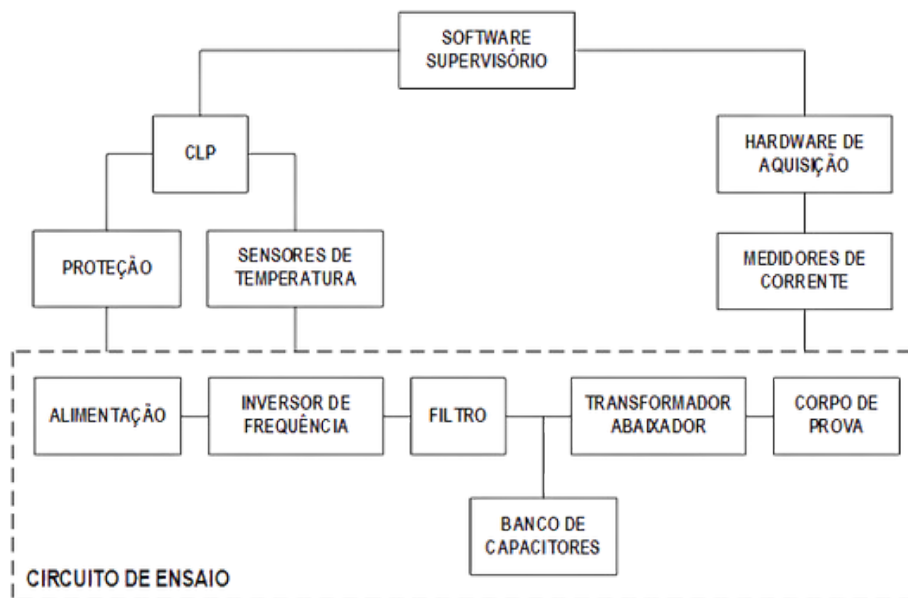 SOFTWARE
SUPERVISÓRIO
CLP
HARDWARE DE
AQUISIÇÃO
PROTEÇÃO
SENSORES DE
TEMPERATURA
MEDIDORES DE
CORRENTE
ALIMENTAÇÃO
INVERSOR DE
FREQUÊNCIA
FILTRO
TRANSFORMADOR
ABAIXADOR
CORPO DE
PROVA
BANCO DE
CAPACITORES
CIRCUITO DE ENSAIO